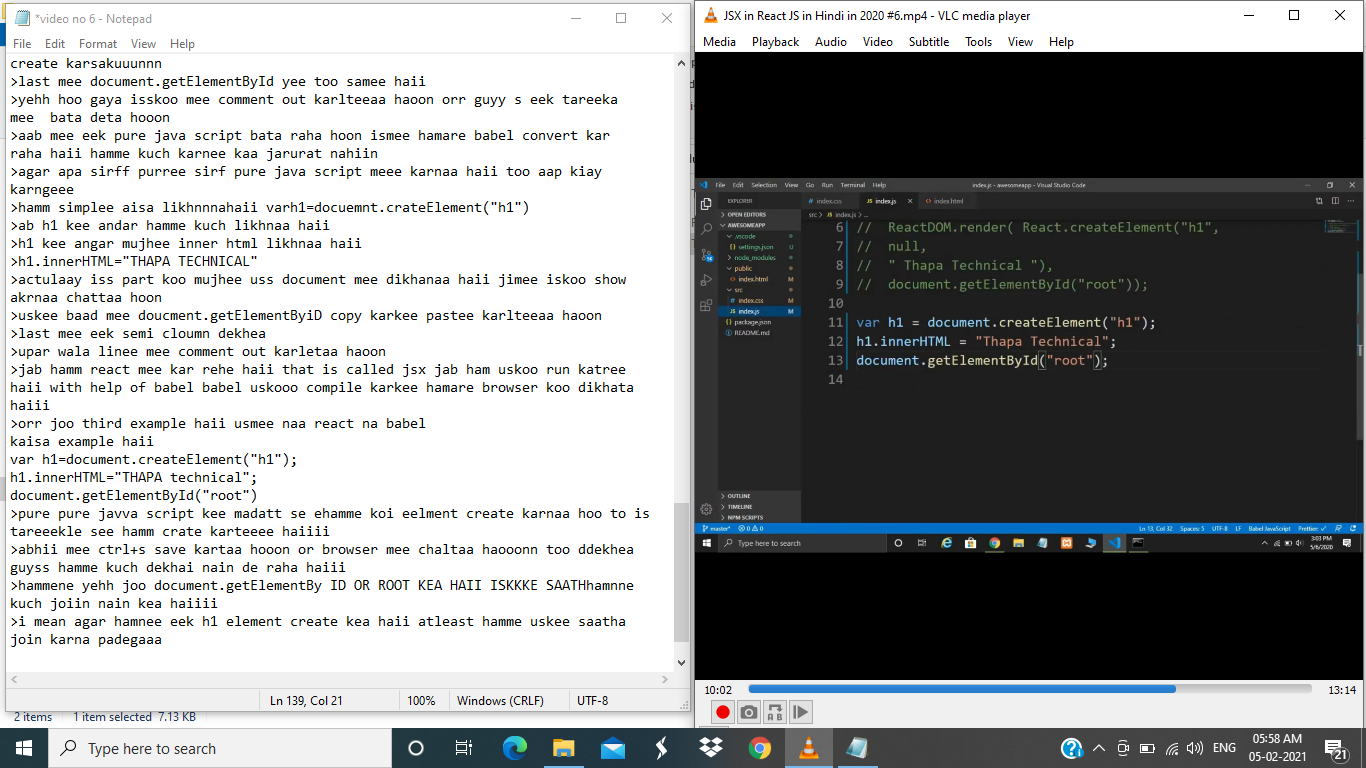 *video no 6 - Notepad
File Edit Format View Help
create karsakuuunnn
>last mee document.getElementById yee too samee haii
>yehh hoo gaya isskoo mee comment out karlteeaa haoon orr guyy s eek tareeka
mee  bata deta hooon
>aab mee eek pure java script bata raha hoon ismee hamare babel convert kar
raha haii hamme kuch karnee kaa jarurat nahiin
>agar apa sirff purree sirf pure java script meee karnaa haii too aap kiay
karngeee
>hamm simplee aisa likhnnnahaii varh1=docuemnt.crateElement("h1")
>ab h1 kee andar hamme kuch likhnaa haii
>h1 kee angar mujhee inner html likhnaa haii
>h1.innerHTML="THAPA TECHNICAL"
>actulaay iss part koo mujhee uss document mee dikhanaa haii jimee iskoo show
akrnaa chattaa hoon
>uskee baad mee doucment.getElementByiD copy karkee pastee karlteeaa haoon
>last mee eek semi cloumn dekhea
>upar wala linee mee comment out karletaa haoon
>jab hamm react mee kar rehe haii that is called jsx jab ham uskoo run katree
haii with help of babel babel uskooo compile karkee hamare browser koo dikhata
haiii
>orr joo third example haii usmee naa react na babel
kaisa example haii
var h1=document.createElement("h1");
h1.innerHTML="THAPA technical";
document.getElementById("root")
>pure pure javva script kee madatt se ehamme koi eelment create karnaa hoo to is
tareeekle see hamm crate karteeee haiiii
>abhii mee ctrl+s save kartaa hooon or browser mee chaltaa haooonn too ddekhea
guyss hamme kuch dekhai nain de raha haiii
>hammene yehh joo document.getElementBy ID OR ROOT KEA HAII ISKKKE SAATHhamnne
kuch joiin nain kea haiiii
>i mean agar hamnee eek h1 element create kea haii atleast hamme uskee saatha
join karna padegaaa
Ln 139, Col 21 100% Windows (CRLF) UTF-8
2 items 1 item selected 7.13 KB
JSX in React JS in Hindi in 2020 #6.mp4 - VLC media player
Media Playback Audio Video Subtitle Tools View Help
File Edit Selection View Go Run Terminal Help index.js - awesomeapp - Visual Studio Code
EXPLORER
OPEN EDITORS
AWESOMEAPP
.vscode
settings.json U
node_modules
public
index.html M
src
index.css M
index.js M
package.json
README.md
OUTLINE
TIMELINE
NPM SCRIPTS
index.css index.js index.html
src > index.js > ...
6 //  ReactDOM.render( React.createElement("h1",
7 //  null,
8 //  " Thapa Technical "),
9 //  document.getElementById("root"));
10
11 var h1 = document.createElement("h1");
12 h1.innerHTML = "Thapa Technical";
13 document.getElementById("root");
14
master* 0 0 Ln 13, Col 32 Spaces: 5 UTF-8 LF Babel JavaScript Prettier: ✓
Type here to search 3:03 PM
5/6/2020
10:02 13:14
A B
Type here to search ENG 05:58 AM
05-02-2021
21